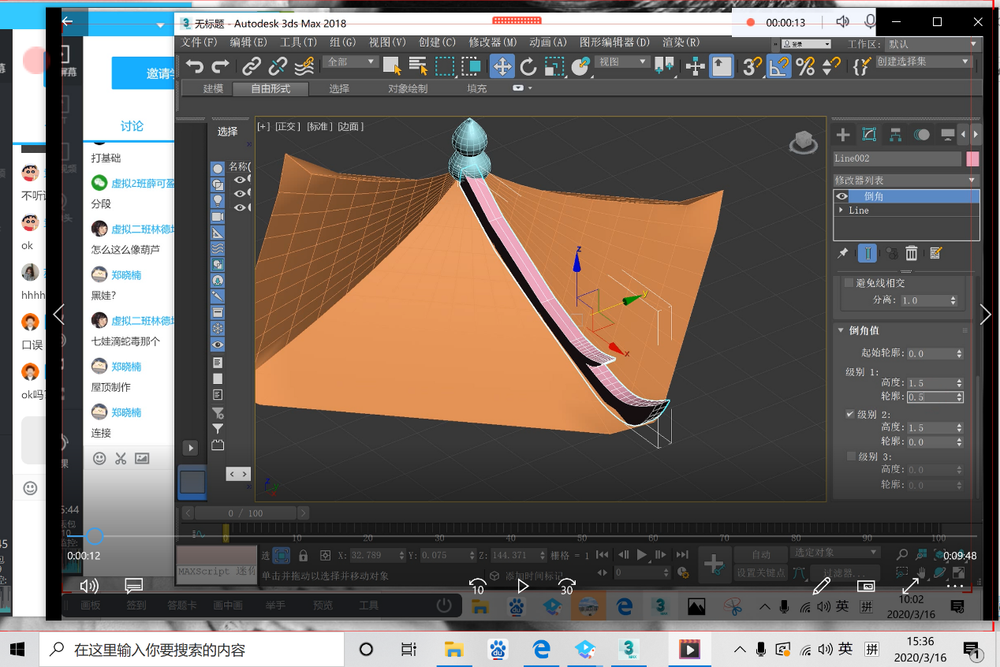 无标题 - Autodesk 3ds Max 2018
00:00:13
文件(F) 编辑(E) 工具(T) 组(G) 视图(V) 创建(C) 修改器(M) 动画(A) 图形编辑器(D) 渲染(R)
登录
工作区: 默认
全部
视图
创建选择集
建模 自由形式 选择 对象绘制 填充
邀请学
讨论
打基础
虚拟2班薛可盈
分段
虚拟二班林德坤
怎么这么像葫芦
郑晓楠
黑娃?
虚拟二班林德坤
七娃滴蛇毒那个
郑晓楠
屋顶制作
郑晓楠
连接
不听
ok
hhhh
口误
ok吗
选择
名称(
[+] [正交] [标准] [边面]
z
y
x
Line002
修改器列表
倒角
Line
避免线相交
分离: 1.0
倒角值
起始轮廓: 0.0
级别 1:
高度: 1.5
轮廓: 0.5
级别 2:
高度: 1.5
轮廓: 0.0
级别 3:
高度: 0.0
轮廓: 0.0
0 / 100
0 10 20 30 40 50 60 70 80 90 100
选 X: 32.789 Y: 0.075 Z: 144.371 栅格 = 1
自动 选定对象
MAXScript 迷你
单击并拖动以选择并移动对象
添加时间标记
0
设置关键点 过滤器...
0:00:12
0:09:48
10
30
画板 签到 答题卡 画中画 举手 预览 工具
英 拼
10:02
2020/3/16
在这里输入你要搜索的内容
英 拼
15:36
2020/3/16
1